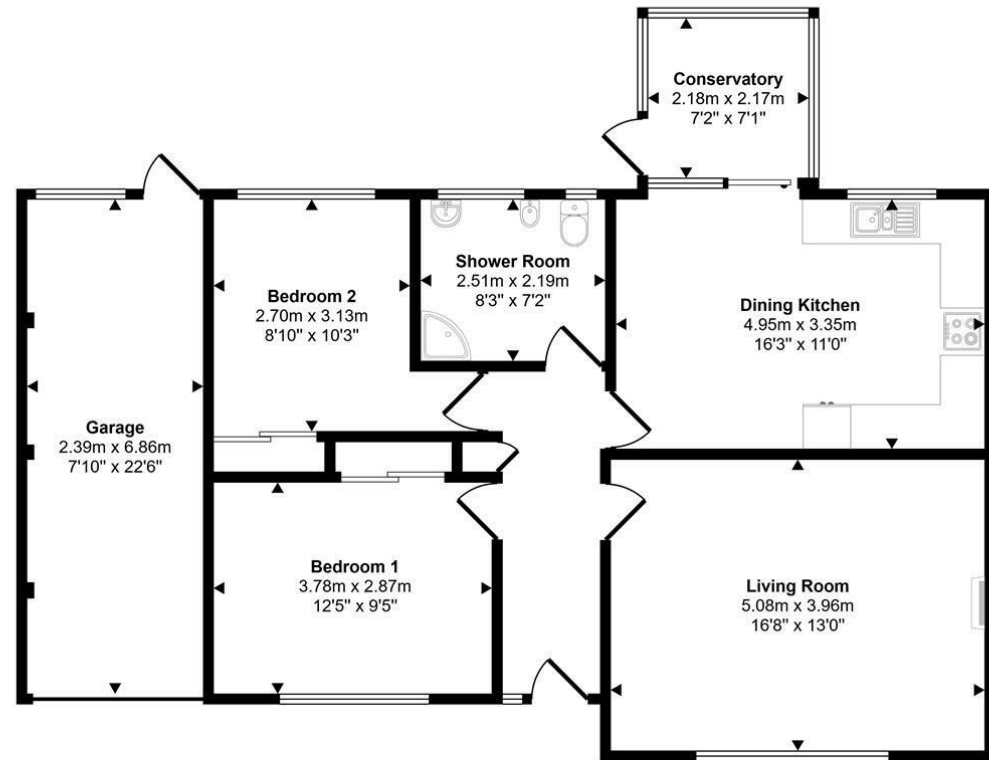 Conservatory
2.18m x 2.17m
7'2" x 7'1"
Shower Room
2.51m x 2.19m
8'3" x 7'2"
Bedroom 2
2.70m x 3.13m
8'10" x 10'3"
Dining Kitchen
4.95m x 3.35m
16'3" x 11'0"
Garage
2.39m x 6.86m
7'10" x 22'6"
Bedroom 1
3.78m x 2.87m
12'5" x 9'5"
Living Room
5.08m x 3.96m
16'8" x 13'0"